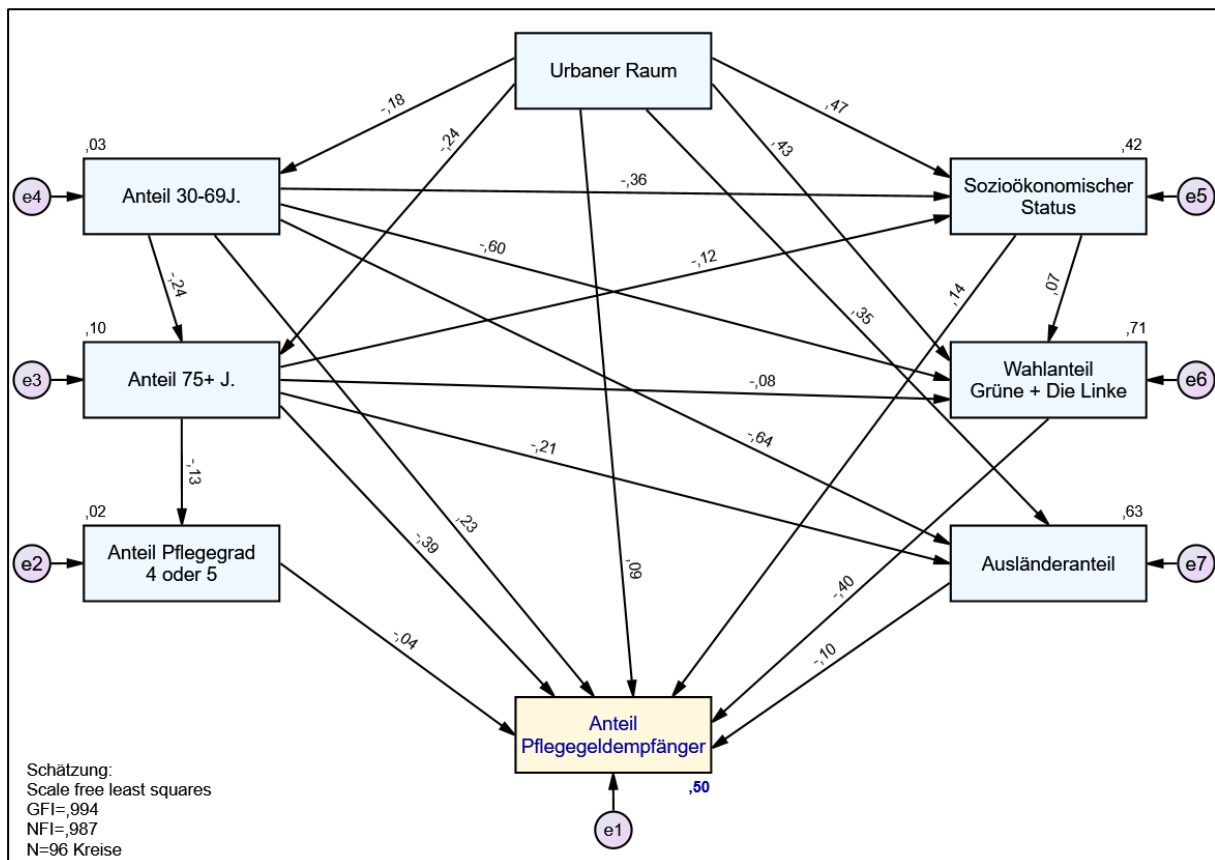 Urbaner Raum
-,18
-,24
,47
,43
,03
,42
e4
Anteil 30-69J.
-,36
Sozioökonomischer
Status
e5
-,60
-,12
-,24
,14
,07
,35
,10
,71
e3
Anteil 75+ J.
-,08
Wahlanteil
Grüne + Die Linke
e6
-,64
-,21
-,13
,02
,63
e2
Anteil Pflegegrad
4 oder 5
-,39
,23
,09
-,40
Ausländeranteil
e7
-,04
-,10
Anteil
Pflegegeldempfänger
,50
e1
Schätzung:
Scale free least squares
GFI=,994
NFI=,987
N=96 Kreise